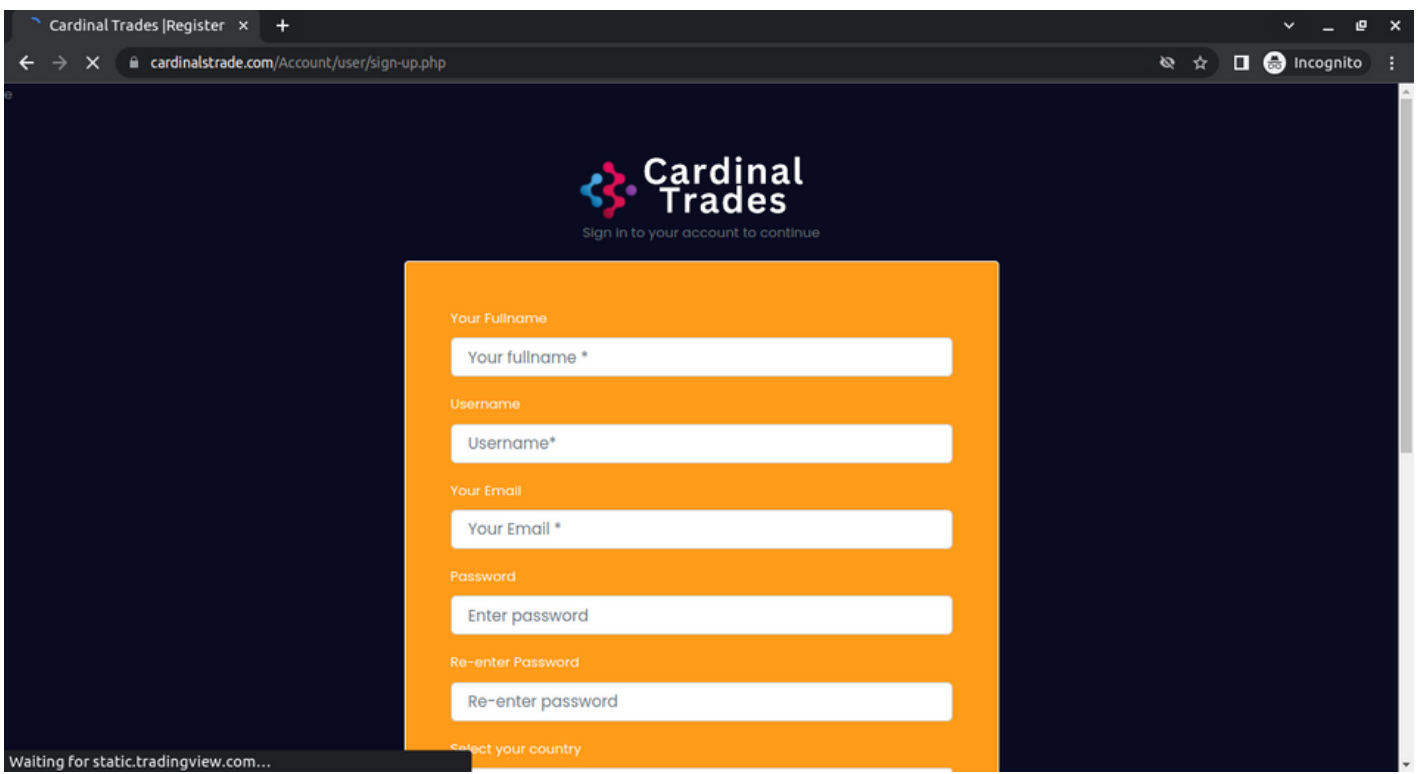 Cardinal Trades |Register
cardinalstrade.com/Account/user/sign-up.php
Incognito
e
Cardinal
Trades
Sign in to your account to continue
Your Fullname
Your fullname *
Username
Username*
Your Email
Your Email *
Password
Enter password
Re-enter Password
Re-enter password
Select your country
Waiting for static.tradingview.com...